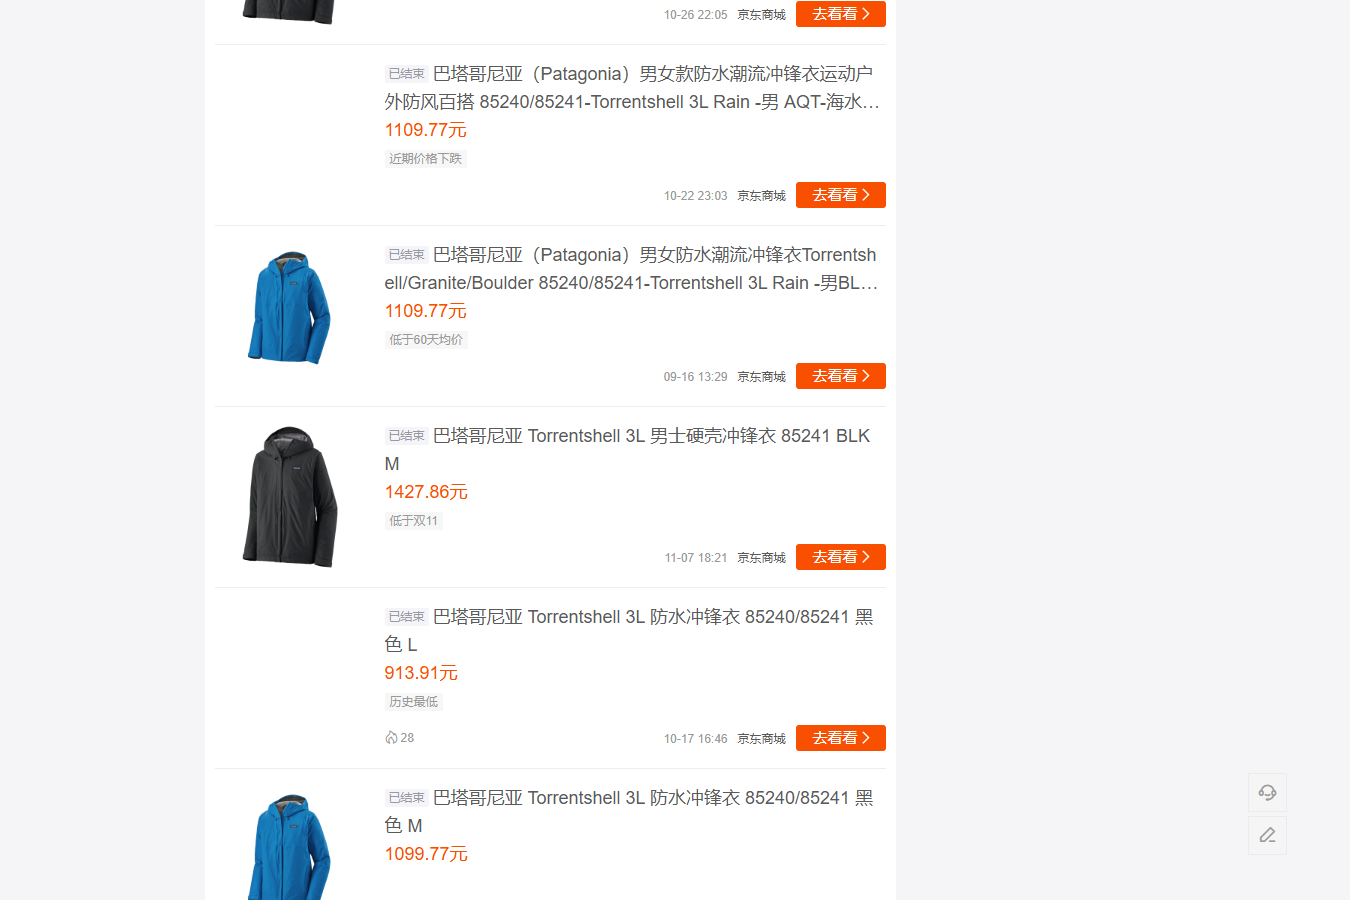 10-26 22:05 京东商城 去看看
已结束 巴塔哥尼亚（Patagonia）男女款防水潮流冲锋衣运动户
外防风百搭 85240/85241-Torrentshell 3L Rain -男 AQT-海水…
1109.77元
近期价格下跌
10-22 23:03 京东商城 去看看
已结束 巴塔哥尼亚（Patagonia）男女防水潮流冲锋衣Torrentsh
ell/Granite/Boulder 85240/85241-Torrentshell 3L Rain -男BL…
1109.77元
低于60天均价
09-16 13:29 京东商城 去看看
已结束 巴塔哥尼亚 Torrentshell 3L 男士硬壳冲锋衣 85241 BLK
M
1427.86元
低于双11
11-07 18:21 京东商城 去看看
已结束 巴塔哥尼亚 Torrentshell 3L 防水冲锋衣 85240/85241 黑
色 L
913.91元
历史最低
28 10-17 16:46 京东商城 去看看
已结束 巴塔哥尼亚 Torrentshell 3L 防水冲锋衣 85240/85241 黑
色 M
1099.77元